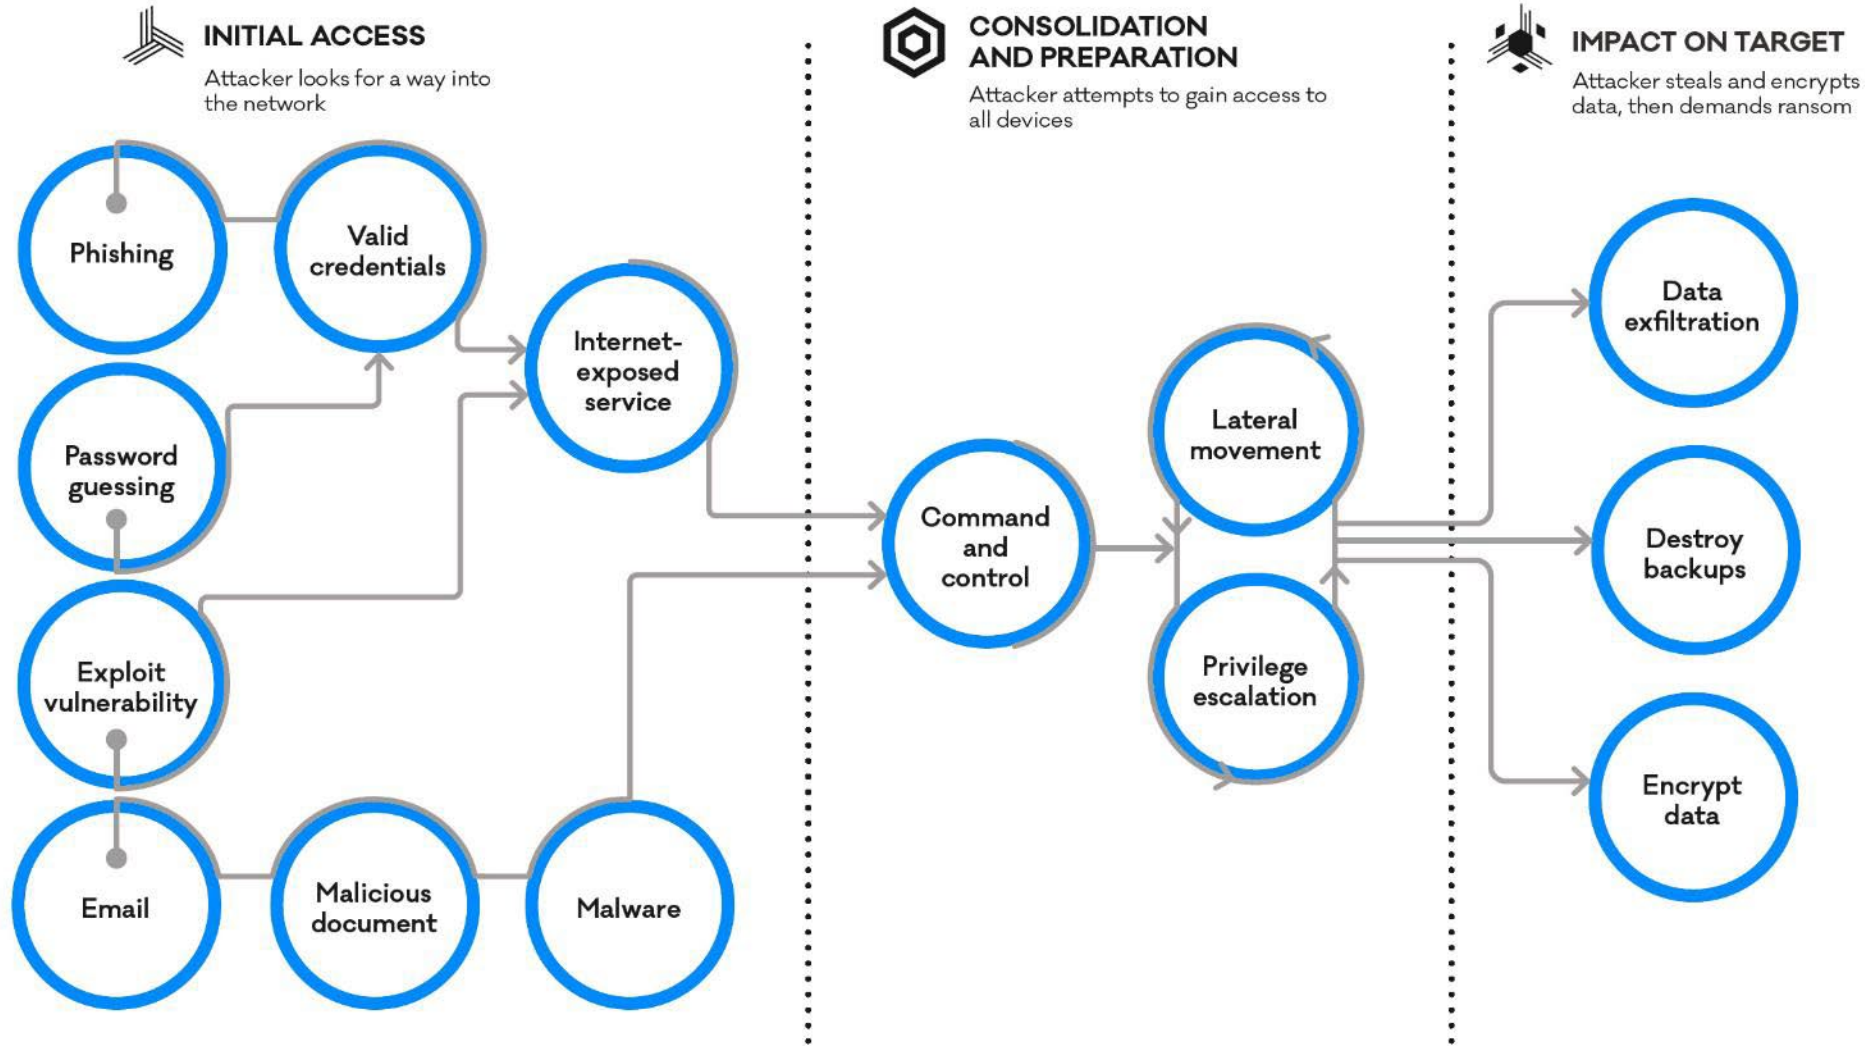 INITIAL ACCESS
Attacker looks for a way into
the network
CONSOLIDATION
AND PREPARATION
Attacker attempts to gain access to
all devices
IMPACT ON TARGET
Attacker steals and encrypts
data, then demands ransom
Phishing
Valid
credentials
Internet-
exposed
service
Password
guessing
Exploit
vulnerability
Email
Malicious
document
Malware
Command
and
control
Lateral
movement
Privilege
escalation
Data
exfiltration
Destroy
backups
Encrypt
data